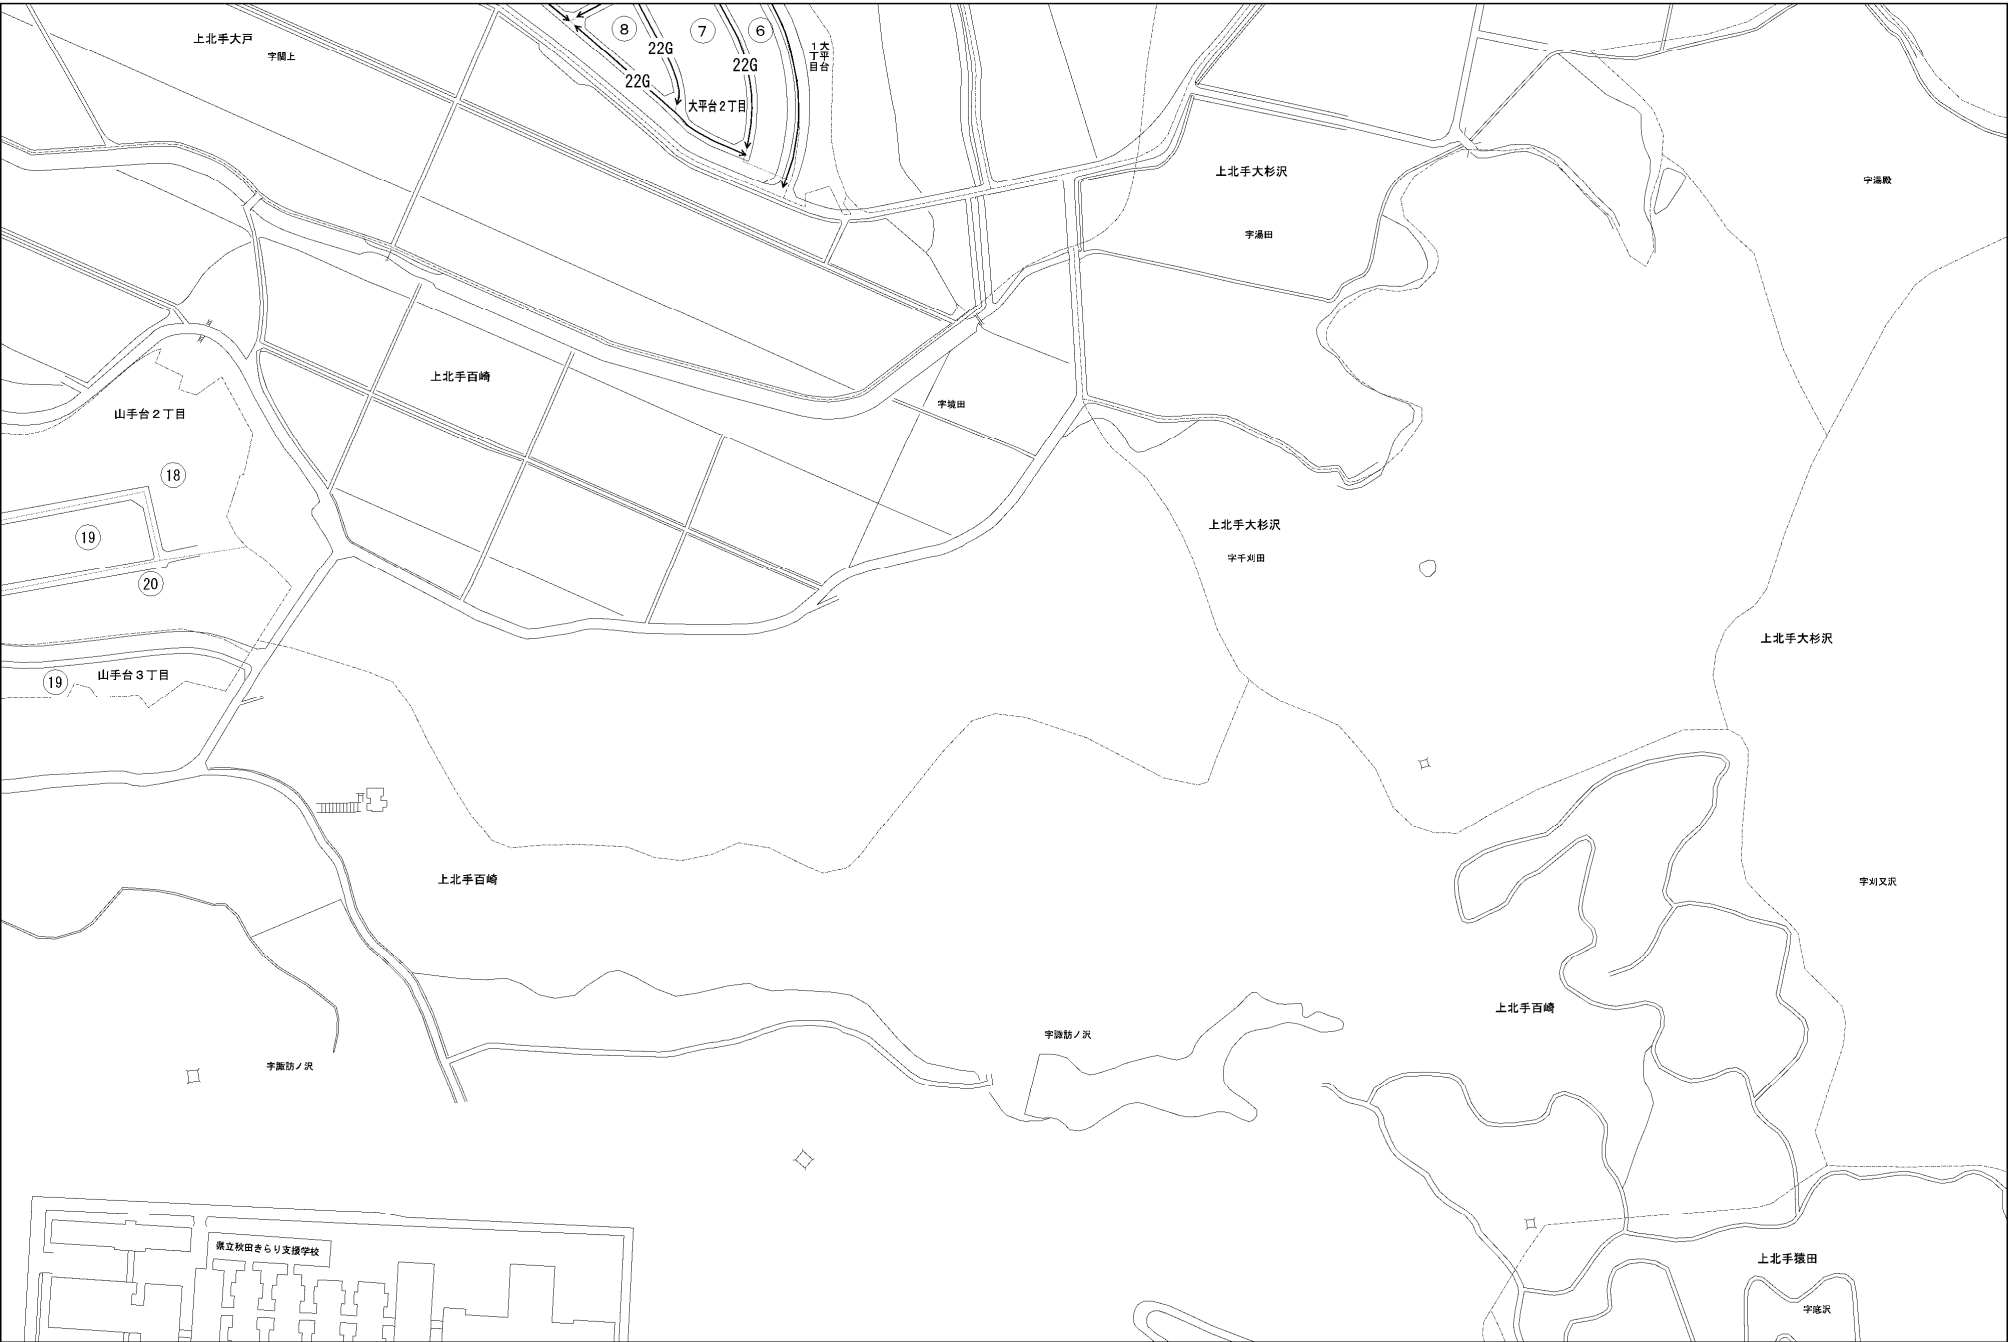 上北手大戸
字関上
⑧
⑦
⑥
22G
22G
22G
大平台2丁目
大平台
1丁目
上北手大杉沢
字湯田
字湯殿
上北手百崎
字境田
山手台2丁目
⑱
⑲
⑳
上北手大杉沢
字千刈田
上北手大杉沢
山手台3丁目
⑲
上北手百崎
字刈又沢
上北手百崎
字諏訪ノ沢
字諏訪ノ沢
県立秋田きらり支援学校
上北手猿田
字底沢